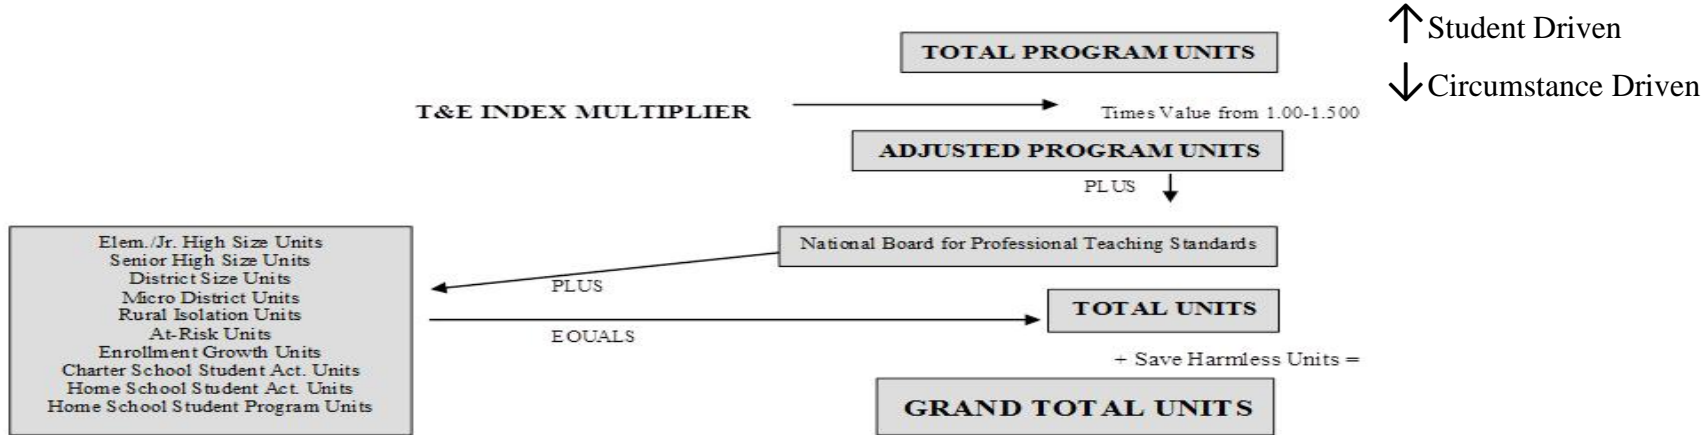 ↑ Student Driven
TOTAL PROGRAM UNITS
↓ Circumstance Driven
T&E INDEX MULTIPLIER
Times Value from 1.00-1.500
ADJUSTED PROGRAM UNITS
PLUS
National Board for Professional Teaching Standards
PLUS
Elem./Jr. High Size Units
Senior High Size Units
District Size Units
Micro District Units
Rural Isolation Units
At-Risk Units
Enrollment Growth Units
Charter School Student Act. Units
Home School Student Act. Units
Home School Student Program Units
EQUALS
TOTAL UNITS
+ Save Harmless Units =
GRAND TOTAL UNITS